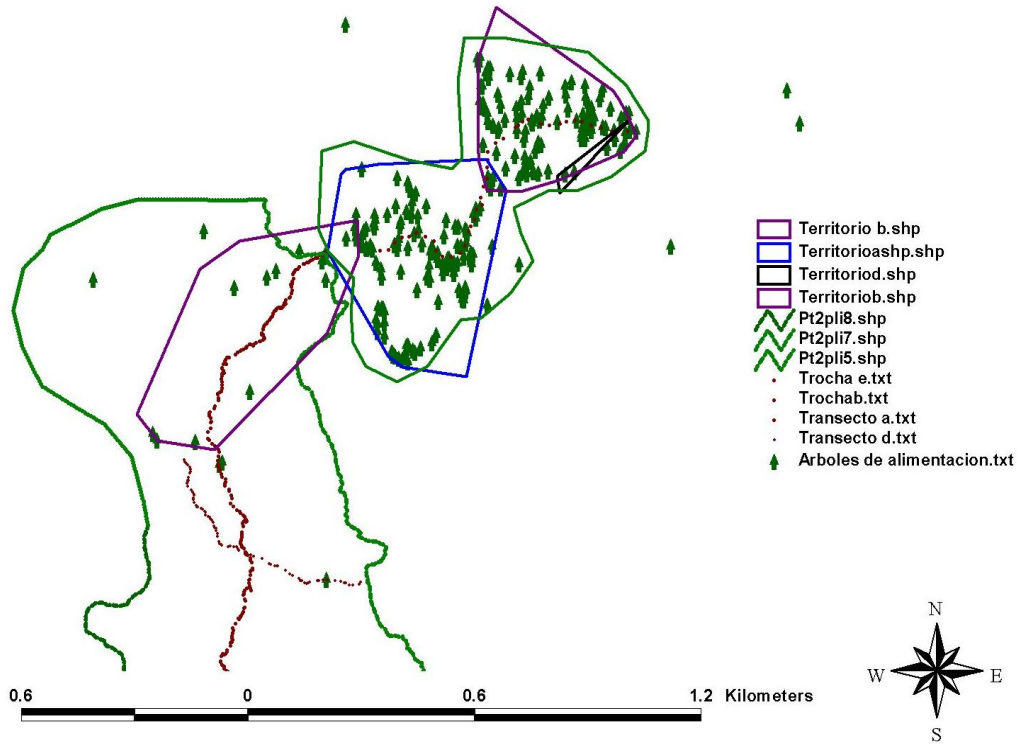 Territorio b.shp
Territorioashp.shp
Territoriod.shp
Territoriob.shp
Pt2pli8.shp
Pt2pli7.shp
Pt2pli5.shp
Trocha e.txt
Trochab.txt
Transecto a.txt
Transecto d.txt
Arboles de alimentacion.txt
N
W E
S
0.6 0 0.6 1.2 Kilometers